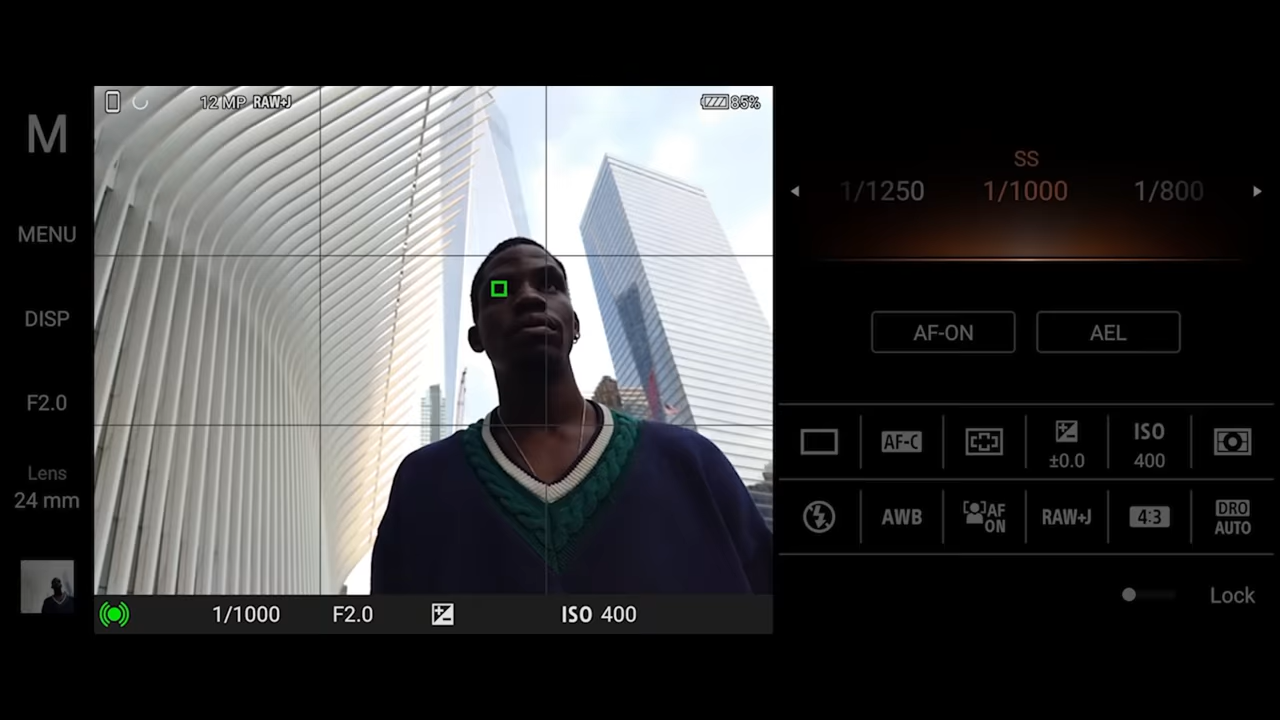 M
MENU
DISP
F2.0
Lens
24 mm
12 MP RAW+J
85%
1/1000 F2.0 ISO 400
SS
1/1250 1/1000 1/800
AF-ON AEL
AF-C ±0.0 ISO 400
AWB AF ON RAW+J 4:3 DRO AUTO
Lock